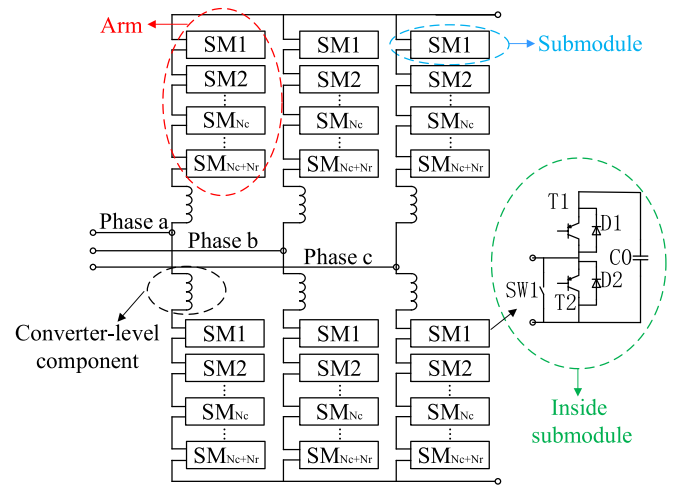 Arm
SM1 SM1 SM1
Submodule
SM2 SM2 SM2
SMNc SMNc SMNc
SMNc+Nr SMNc+Nr SMNc+Nr
Phase a
Phase b
Phase c
T1
D1
C0
SW1
D2
T2
Converter-level
component
SM1 SM1 SM1
SM2 SM2 SM2
SMNc SMNc SMNc
SMNc+Nr SMNc+Nr SMNc+Nr
Inside
submodule